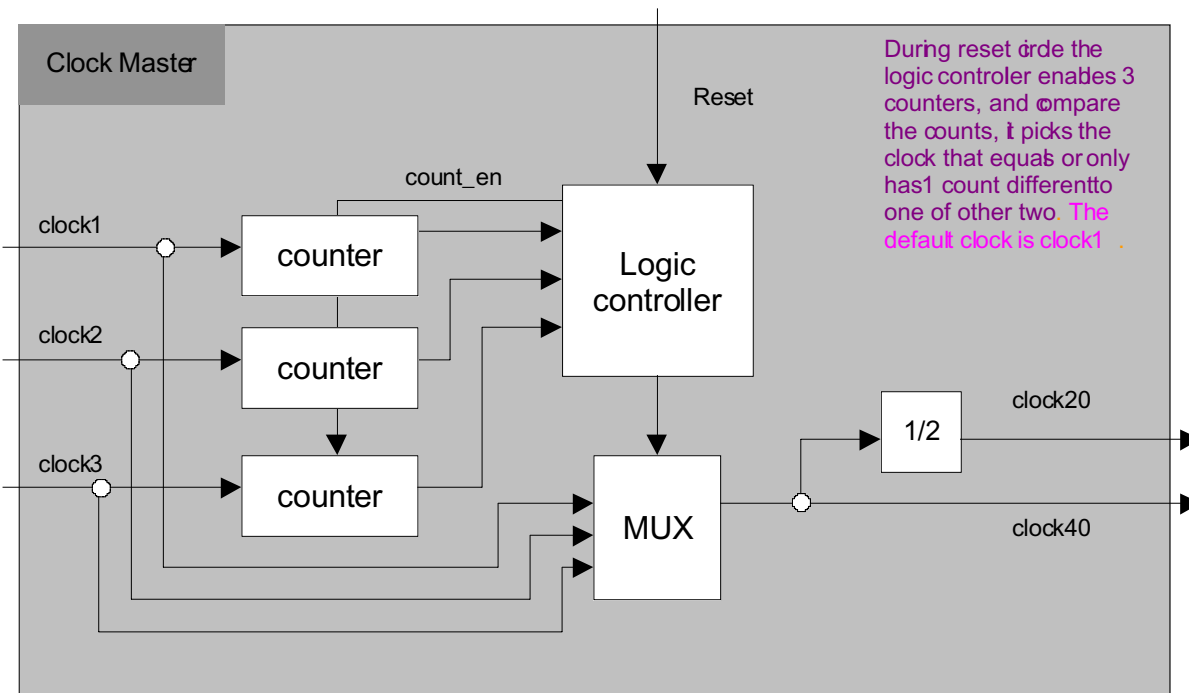 Clock Master
Reset
During reset cirde the
logic controler enables 3
counters, and compare
the counts, it picks the
clock that equals or only
has1 count differentto
one of other two. The
default clock is clock1 .
count_en
clock1
counter
Logic
controller
clock2
counter
clock3
counter
MUX
1/2
clock20
clock40